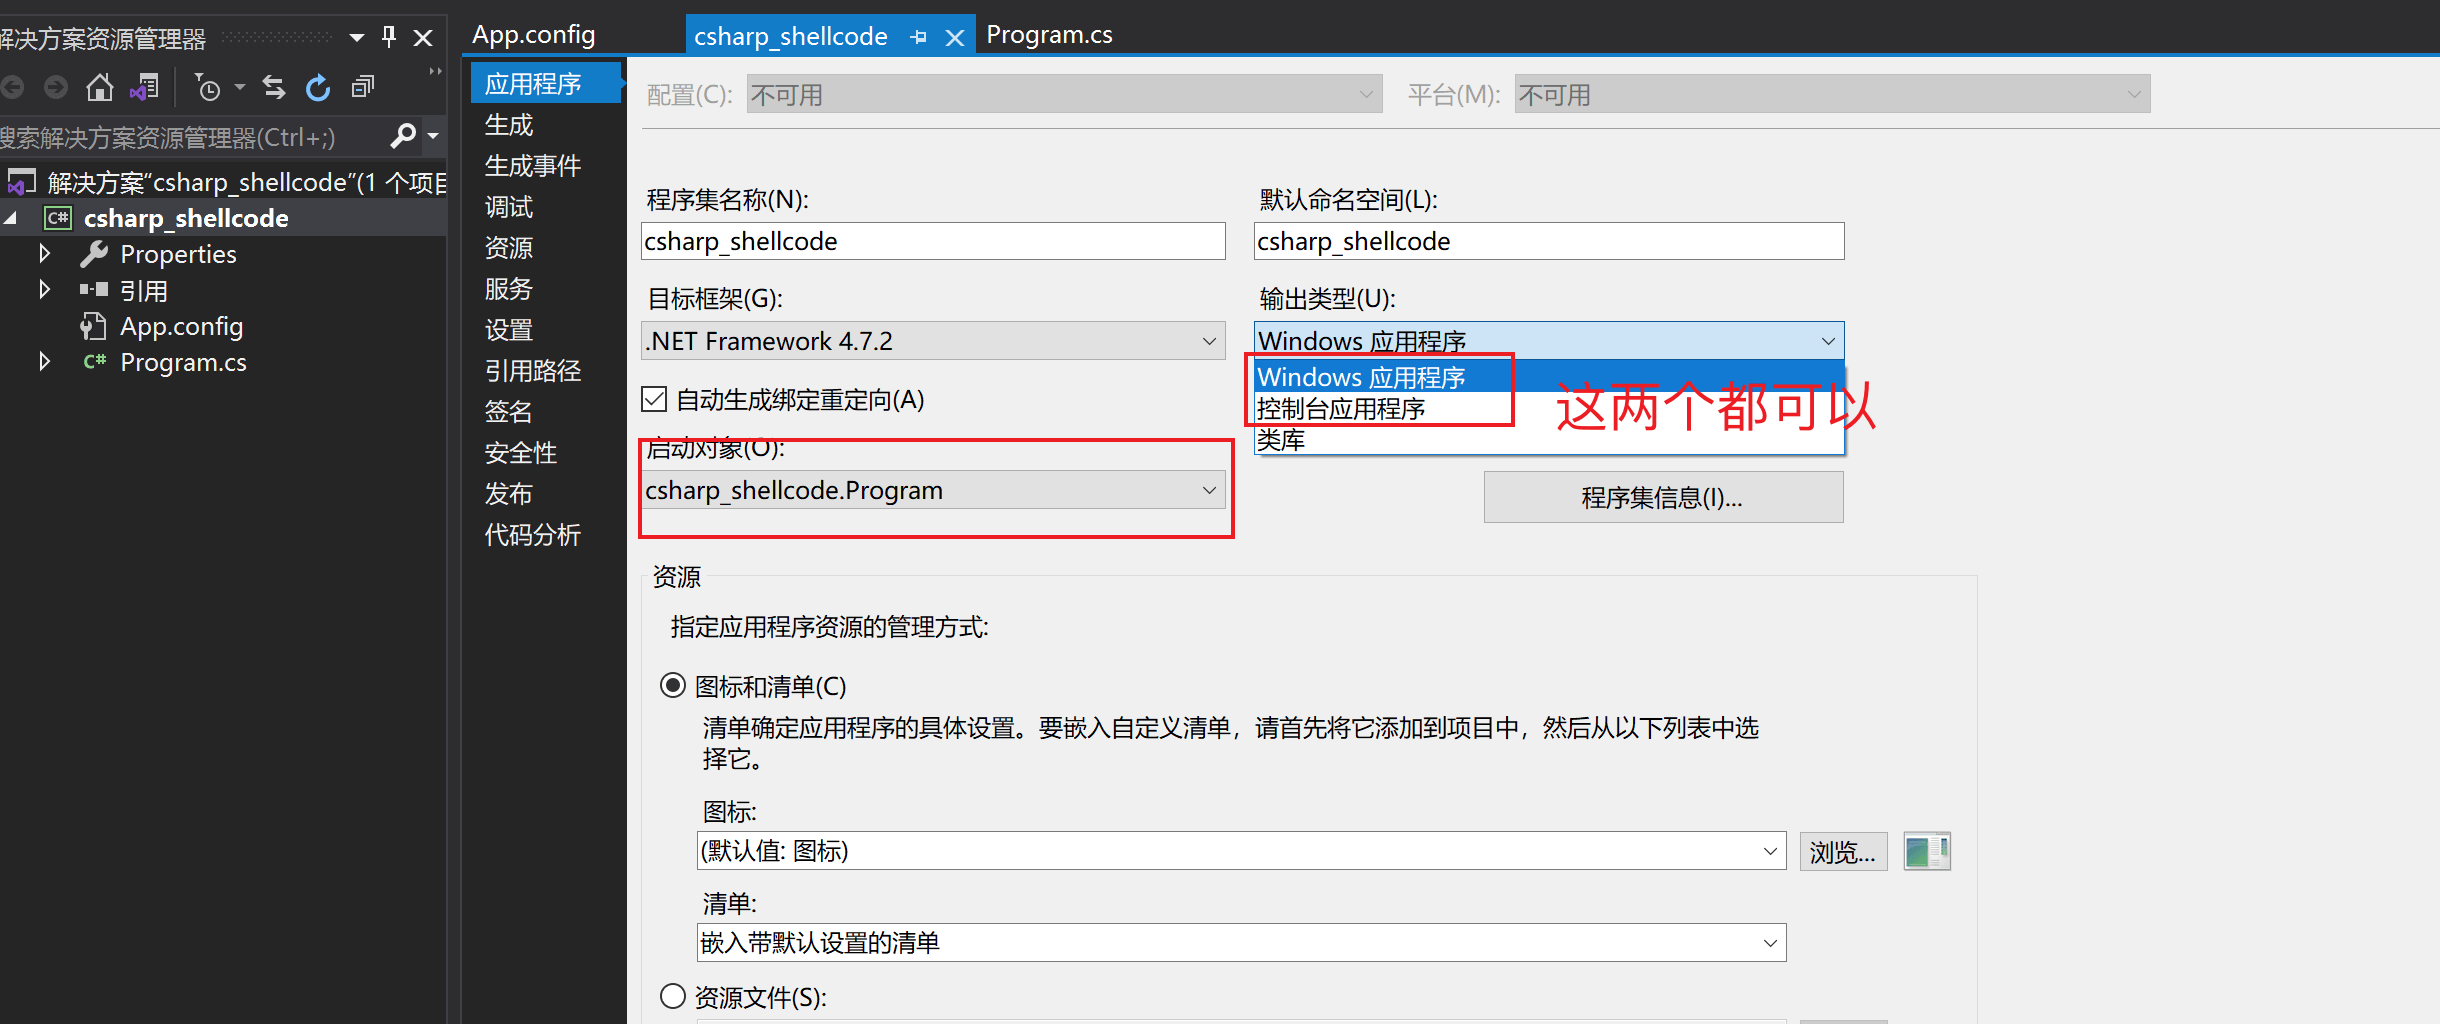 解决方案资源管理器
搜索解决方案资源管理器(Ctrl+;)
解决方案“csharp_shellcode”(1 个项目
csharp_shellcode
Properties
引用
App.config
C# Program.cs
App.config
csharp_shellcode
Program.cs
应用程序
生成
生成事件
调试
资源
服务
设置
引用路径
签名
安全性
发布
代码分析
配置(C): 不可用
平台(M): 不可用
程序集名称(N):
csharp_shellcode
默认命名空间(L):
csharp_shellcode
目标框架(G):
.NET Framework 4.7.2
输出类型(U):
Windows 应用程序
Windows 应用程序
控制台应用程序
类库
这两个都可以
自动生成绑定重定向(A)
启动对象(O):
csharp_shellcode.Program
程序集信息(I)...
资源
指定应用程序资源的管理方式:
图标和清单(C)
清单确定应用程序的具体设置。要嵌入自定义清单，请首先将它添加到项目中，然后从以下列表中选
择它。
图标:
(默认值: 图标)
浏览...
清单:
嵌入带默认设置的清单
资源文件(S):